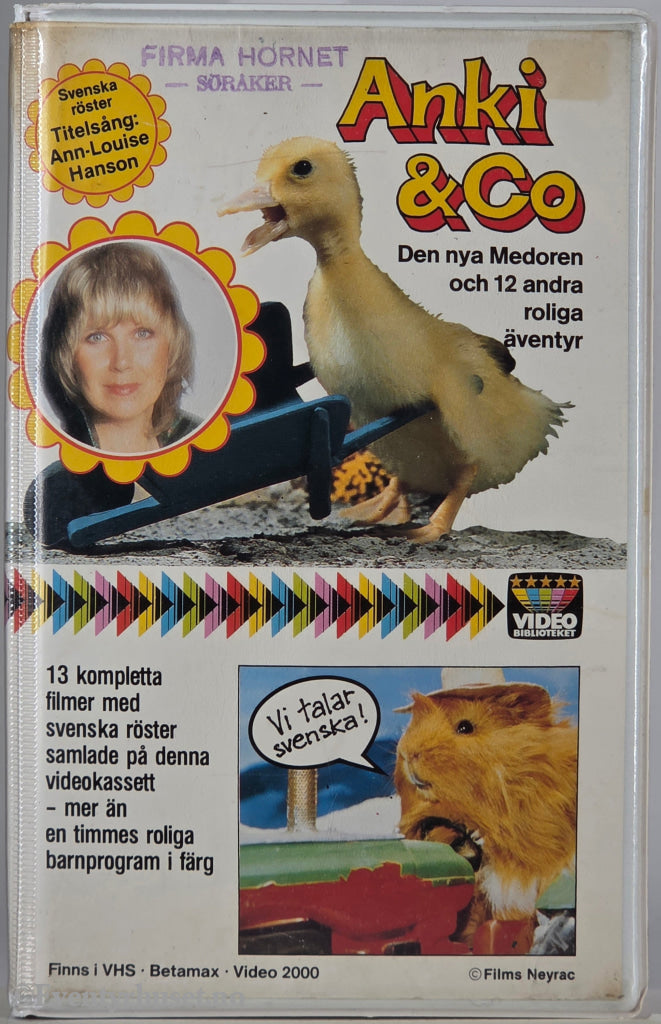 FIRMA HORNET
— SÖRÅKER —
Svenska
röster
Titelsång:
Ann-Louise
Hanson
Anki
&Co
Den nya Medoren
och 12 andra
roliga
äventyr
VIDEO
BIBLIOTEKET
13 kompletta
filmer med
svenska röster
samlade på denna
videokassett
– mer än
en timmes roliga
barnprogram i färg
Vi talar
svenska!
Finns i VHS · Betamax · Video 2000
©Films Neyrac